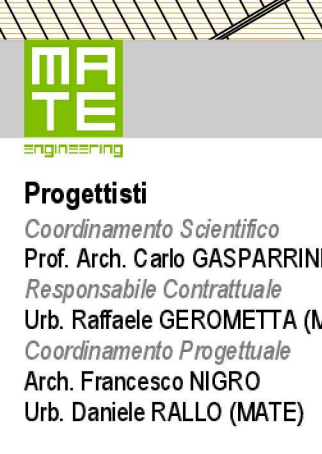 MA
TE
engineering
Progettisti
Coordinamento Scientifico
Prof. Arch. Carlo GASPARRINI
Responsabile Contrattuale
Urb. Raffaele GEROMETTA (M
Coordinamento Progettuale
Arch. Francesco NIGRO
Urb. Daniele RALLO (MATE)